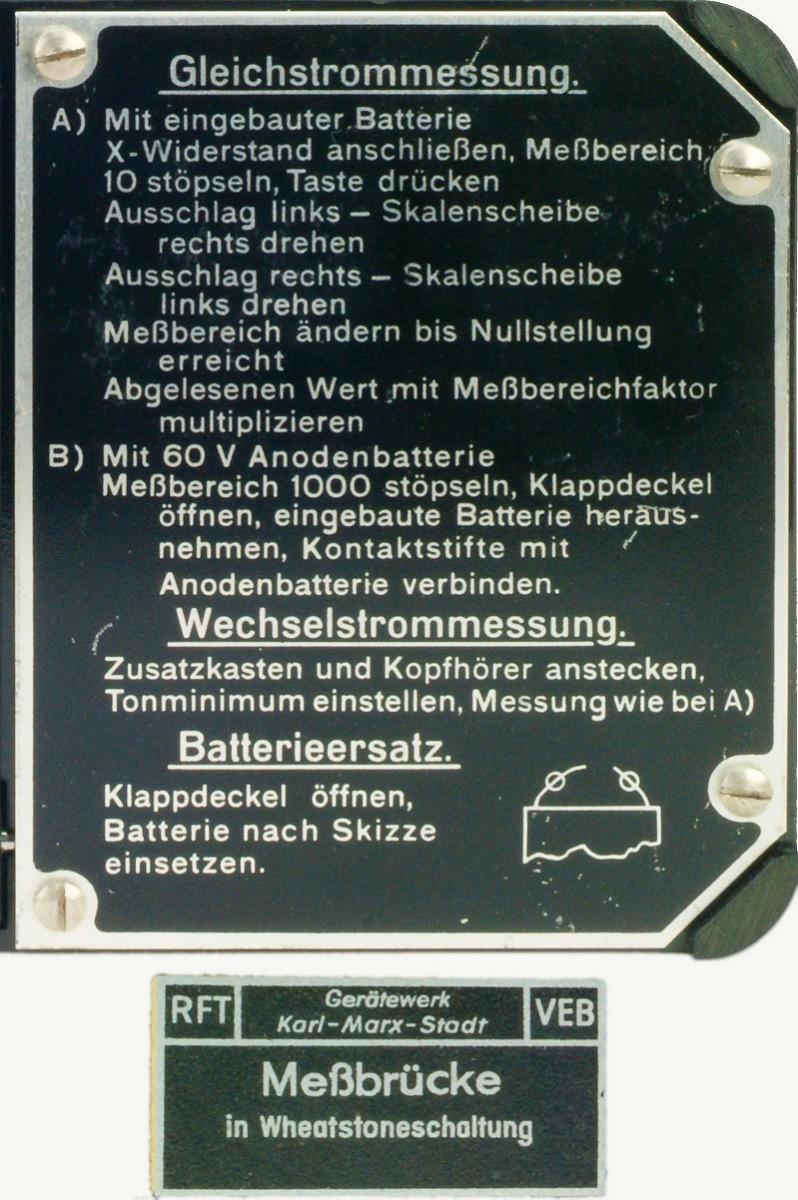 Gleichstrommessung.
A) Mit eingebauter Batterie
X-Widerstand anschließen, Meßbereich
10 stöpseln, Taste drücken
Ausschlag links – Skalenscheibe
rechts drehen
Ausschlag rechts – Skalenscheibe
links drehen
Meßbereich ändern bis Nullstellung
erreicht
Abgelesenen Wert mit Meßbereichfaktor
multiplizieren
B) Mit 60 V Anodenbatterie
Meßbereich 1000 stöpseln, Klappdeckel
öffnen, eingebaute Batterie heraus-
nehmen, Kontaktstifte mit
Anodenbatterie verbinden.
Wechselstrommessung.
Zusatzkasten und Kopfhörer anstecken,
Tonminimum einstellen, Messung wie bei A)
Batterieersatz.
Klappdeckel öffnen,
Batterie nach Skizze
einsetzen.
RFT Gerätewerk VEB
Karl-Marx-Stadt
Meßbrücke
in Wheatstoneschaltung